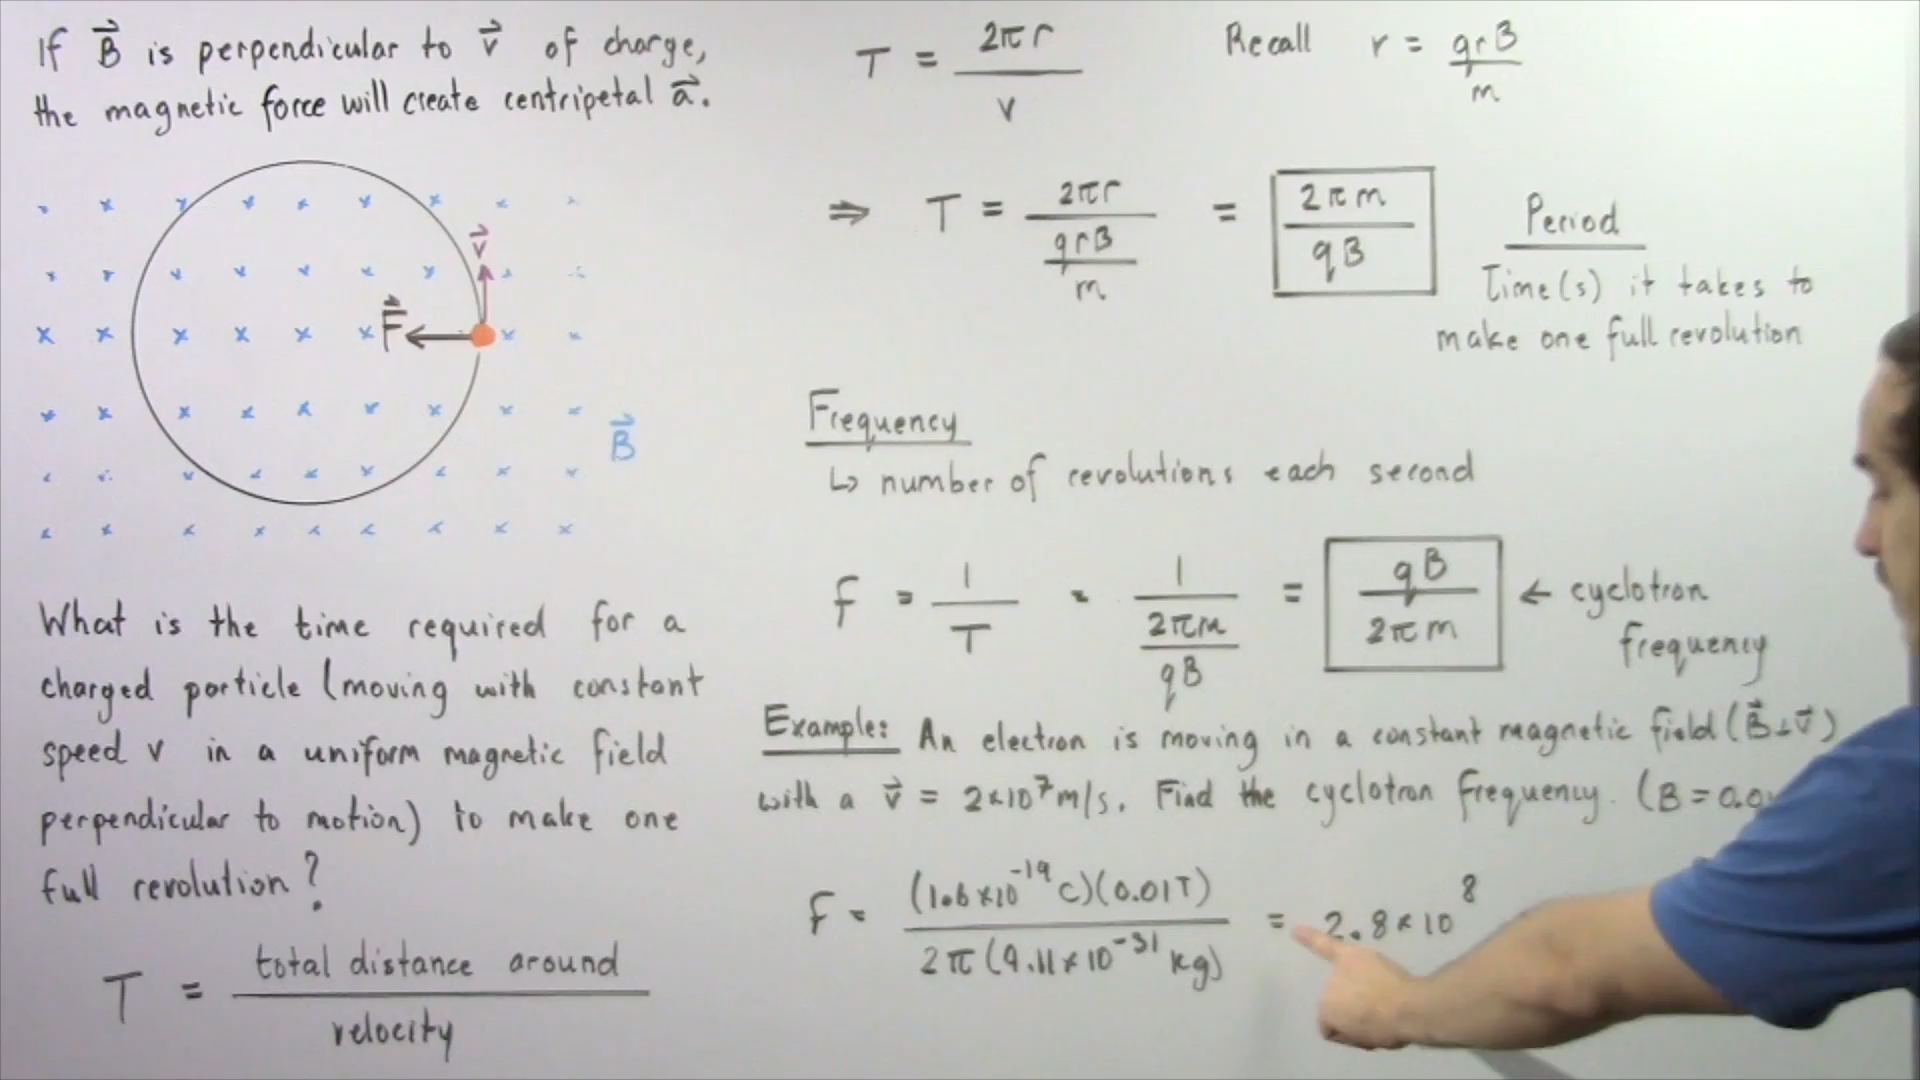 If B⃗ is perpendicular to v⃗ of charge,
the magnetic force will create centripetal a⃗.
v⃗
F⃗
B⃗
What is the time required for a
charged particle (moving with constant
speed v in a uniform magnetic field
perpendicular to motion) to make one
full revolution?
T = total distance around / velocity
T = 2πr / v
Recall r = qrB / m
⇒ T = 2πr / (qrB / m) = 2πm / qB
Period
Time(s) it takes to
make one full revolution
Frequency
↳ number of revolutions each second
f = 1 / T = 1 / (2πm / qB) = qB / 2πm ← cyclotron
frequency
Example: An electron is moving in a constant magnetic field (B⃗⊥v⃗)
with a v⃗ = 2×10⁷ m/s. Find the cyclotron frequency. (B = 0.0
f = (1.6×10⁻¹⁹ C)(0.01T) / 2π(9.11×10⁻³¹ kg) = 2.8×10⁸